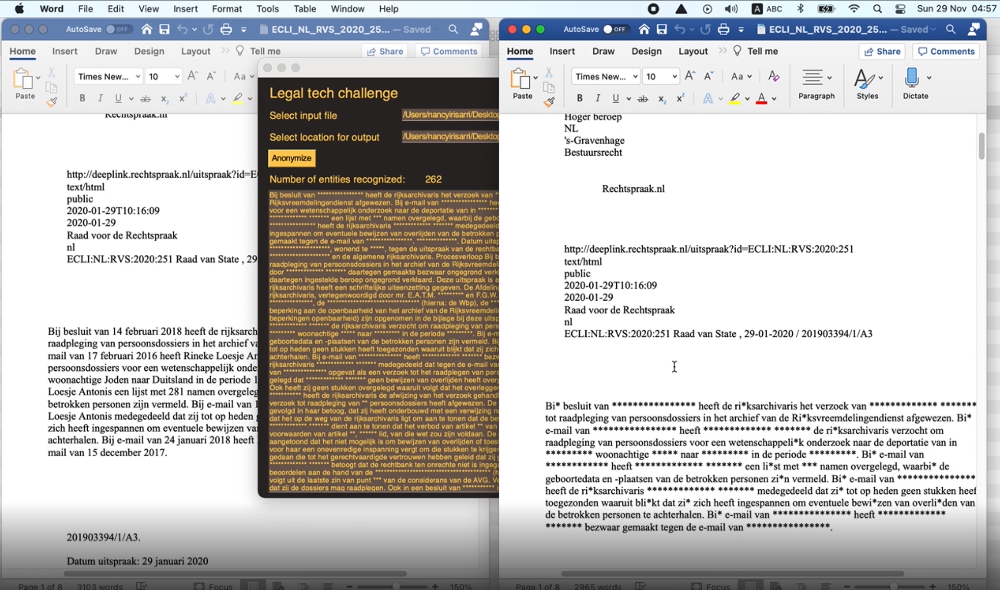 Word File Edit View Insert Format Tools Table Window Help
A ABC Sun 29 Nov 04:57
AutoSave OFF ECLI_NL_RVS_2020_25... — Saved
Home Insert Draw Design Layout Tell me Share Comments
Times New... 10 Aa
Paste B I U ab x₂ x² A
Rechtspraak.nl
http://deeplink.rechtspraak.nl/uitspraak?id=E
text/html
public
2020-01-29T10:16:09
2020-01-29
Raad voor de Rechtspraak
nl
ECLI:NL:RVS:2020:251 Raad van State , 29
Bij besluit van 14 februari 2018 heeft de rijksarch
raadpleging van persoonsdossiers in het archief va
mail van 17 februari 2016 heeft Rineke Loesje An
persoonsdossiers voor een wetenschappelijk onde
woonachtige Joden naar Duitsland in de periode 1
Loesje Antonis een lijst met 281 namen overgeleg
betrokken personen zijn vermeld. Bij e-mail van 1
Loesje Antonis medegedeeld dat zij tot op heden g
zich heeft ingespannen om eventuele bewijzen va
achterhalen. Bij e-mail van 24 januari 2018 heeft
mail van 15 december 2017.
201903394/1/A3.
Datum uitspraak: 29 januari 2020
Page 1 of 8 3103 words Focus 150%
Legal tech challenge
Select input file /Users/nancyirisarri/Desktop
Select location for output /Users/nancyirisarri/Desktop
Anonymize
Number of entities recognized: 262
Bij besluit van **************** heeft de rijksarchivaris het verzoek van *
Rijksvreemdelingendienst afgewezen. Bij e-mail van **************** hee
voor een wetenschappelijk onderzoek naar de deportatie van in *******
************* ******* een lijst met *** namen overgelegd, waarbij de gebo
**************** heeft de rijksarchivaris ************* ******* medegedeeld
ingespannen om eventuele bewijzen van overlijden van de betrokken p
gemaakt tegen de e-mail van ****************. **************. Datum uits
*********************, wonend te *****, tegen de uitspraak van de rechtba
********************* en de algemene rijksarchivaris. Procesverloop Bij b
raadpleging van persoonsdossiers in het archief van de Rijksvreemdeli
door ************* ******* daartegen gemaakte bezwaar ongegrond verk
daartegen ingestelde beroep ongegrond verklaard. Deze uitspraak is a
rijksarchivaris heeft een schriftelijke uiteenzetting gegeven. De Afdelin
rijksarchivaris, vertegenwoordigd door mr. E.A.T.M. ********* en F.G.W.
***************, de ******************************** (hierna: de Wbp), de ***
beperking aan de openbaarheid van het archief van de Rijksvreemdeli
beperkingen openbaarheid) zijn opgenomen in de bijlage bij deze uitsp
************* ******* de rijksarchivaris verzocht om raadpleging van pers
********* woonachtige ***** naar ********* in de periode *********. Bij e-m
geboortedata en -plaatsen van de betrokken personen zijn vermeld. Bi
tot op heden geen stukken heeft toegezonden waaruit blijkt dat zij zich
achterhalen. Bij e-mail van *************** heeft ************* ******* bezw
rijksarchivaris ************* ******* medegedeeld dat tegen de e-mail va
van *************** opgevat als een verzoek tot het raadplegen van pers
gelegd dat ************* ******* geen bewijzen van overlijden heeft overg
Ook heeft zij geen stukken overgelegd waaruit volgt dat het overlegger
*********** heeft de rijksarchivaris de afwijzing van het verzoek gehand
verzoek tot raadpleging van ** persoonsdossiers heeft afgewezen. De
gevolgd in haar betoog, dat zij heeft onderbouwd met een verwijzing n
dat het op de weg van de rijksarchivaris ligt om aan te tonen dat de be
************* ******* dient aan te tonen dat het verbod van artikel ** van
voorwaarden van artikel **, ****** lid, van die wet zou zijn voldaan. De
aangetoond dat het niet mogelijk is om bewijzen van overlijden of toest
voor haar een onevenredige inspanning vergt om die stukken te krijger
gedaan die tot het gerechtvaardigde vertrouwen hebben geleid dat zij g
************* ******* betoogt dat de rechtbank ten onrechte niet is ingega
beoordelen aan de hand van de **************************************** (h
volgt uit de laatste zin van punt *** van de considerans van de AVG. Ve
dat zij de dossiers mag raadplegen. Ook in een besluit van ***********
AutoSave OFF ECLI_NL_RVS_2020_25... — Saved
Home Insert Draw Design Layout Tell me Share Comments
Times New... 10 Aa
Paste B I U ab x₂ x² A A Paragraph Styles Dictate
Hoger beroep
NL
's-Gravenhage
Bestuursrecht
Rechtspraak.nl
http://deeplink.rechtspraak.nl/uitspraak?id=ECLI:NL:RVS:2020:251
text/html
public
2020-01-29T10:16:09
2020-01-29
Raad voor de Rechtspraak
nl
ECLI:NL:RVS:2020:251 Raad van State , 29-01-2020 / 201903394/1/A3
Bi* besluit van **************** heeft de ri*ksarchivaris het verzoek van ************* *******
tot raadpleging van persoonsdossiers in het archief van de Ri*ksvreemdelingendienst afgewezen. Bi*
e-mail van **************** heeft ************* ******* de ri*ksarchivaris verzocht om
raadpleging van persoonsdossiers voor een wetenschappeli*k onderzoek naar de deportatie van in
********* woonachtige ***** naar ********* in de periode *********. Bi* e-mail van
************ heeft ************* ******* een li*st met *** namen overgelegd, waarbi* de
geboortedata en -plaatsen van de betrokken personen zi*n vermeld. Bi* e-mail van ***************
heeft de ri*ksarchivaris ************* ******* medegedeeld dat zi* tot op heden geen stukken heef
toegezonden waaruit bli*kt dat zi* zich heeft ingespannen om eventuele bewi*zen van overli*den van
de betrokken personen te achterhalen. Bi* e-mail van *************** heeft *************
******* bezwaar gemaakt tegen de e-mail van ****************.
Page 1 of 8 2965 words Focus 150%